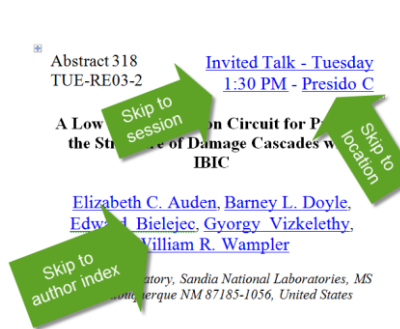 Abstract 318
TUE-RE03-2
Invited Talk - Tuesday
1:30 PM - Presido C
Skip to
session
Skip to
location
A Low on Circuit for P
the Str re of Damage Cascades w
IBIC
Elizabeth C. Auden, Barney L. Doyle,
Edward Bielejec, Gyorgy Vizkelethy,
William R. Wampler
Skip to
author index
atory, Sandia National Laboratories, MS
uquerque NM 87185-1056, United States